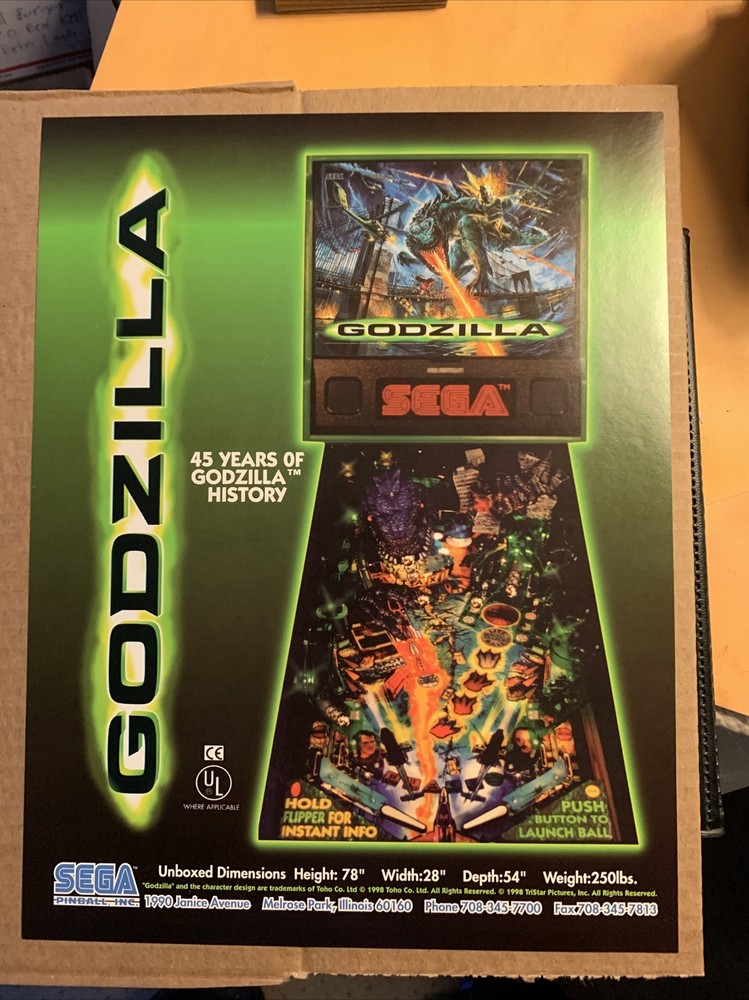 GODZILLA
SEGA
GODZILLA
SEGA™
45 YEARS OF
GODZILLA™
HISTORY
CE
UL
WHERE APPLICABLE
HOLD
FLIPPER FOR
INSTANT INFO
PUSH
BUTTON TO
LAUNCH BALL
SEGA™
PINBALL, INC.
Unboxed Dimensions Height: 78" Width:28" Depth:54" Weight:250lbs.
"Godzilla" and the character design are trademarks of Toho Co. Ltd © 1998 Toho Co. Ltd. All Rights Reserved. © 1998 TriStar Pictures, Inc. All Rights Reserved.
1990 Janice Avenue Melrose Park, Illinois 60160 Phone 708-345-7700 Fax 708-345-7813